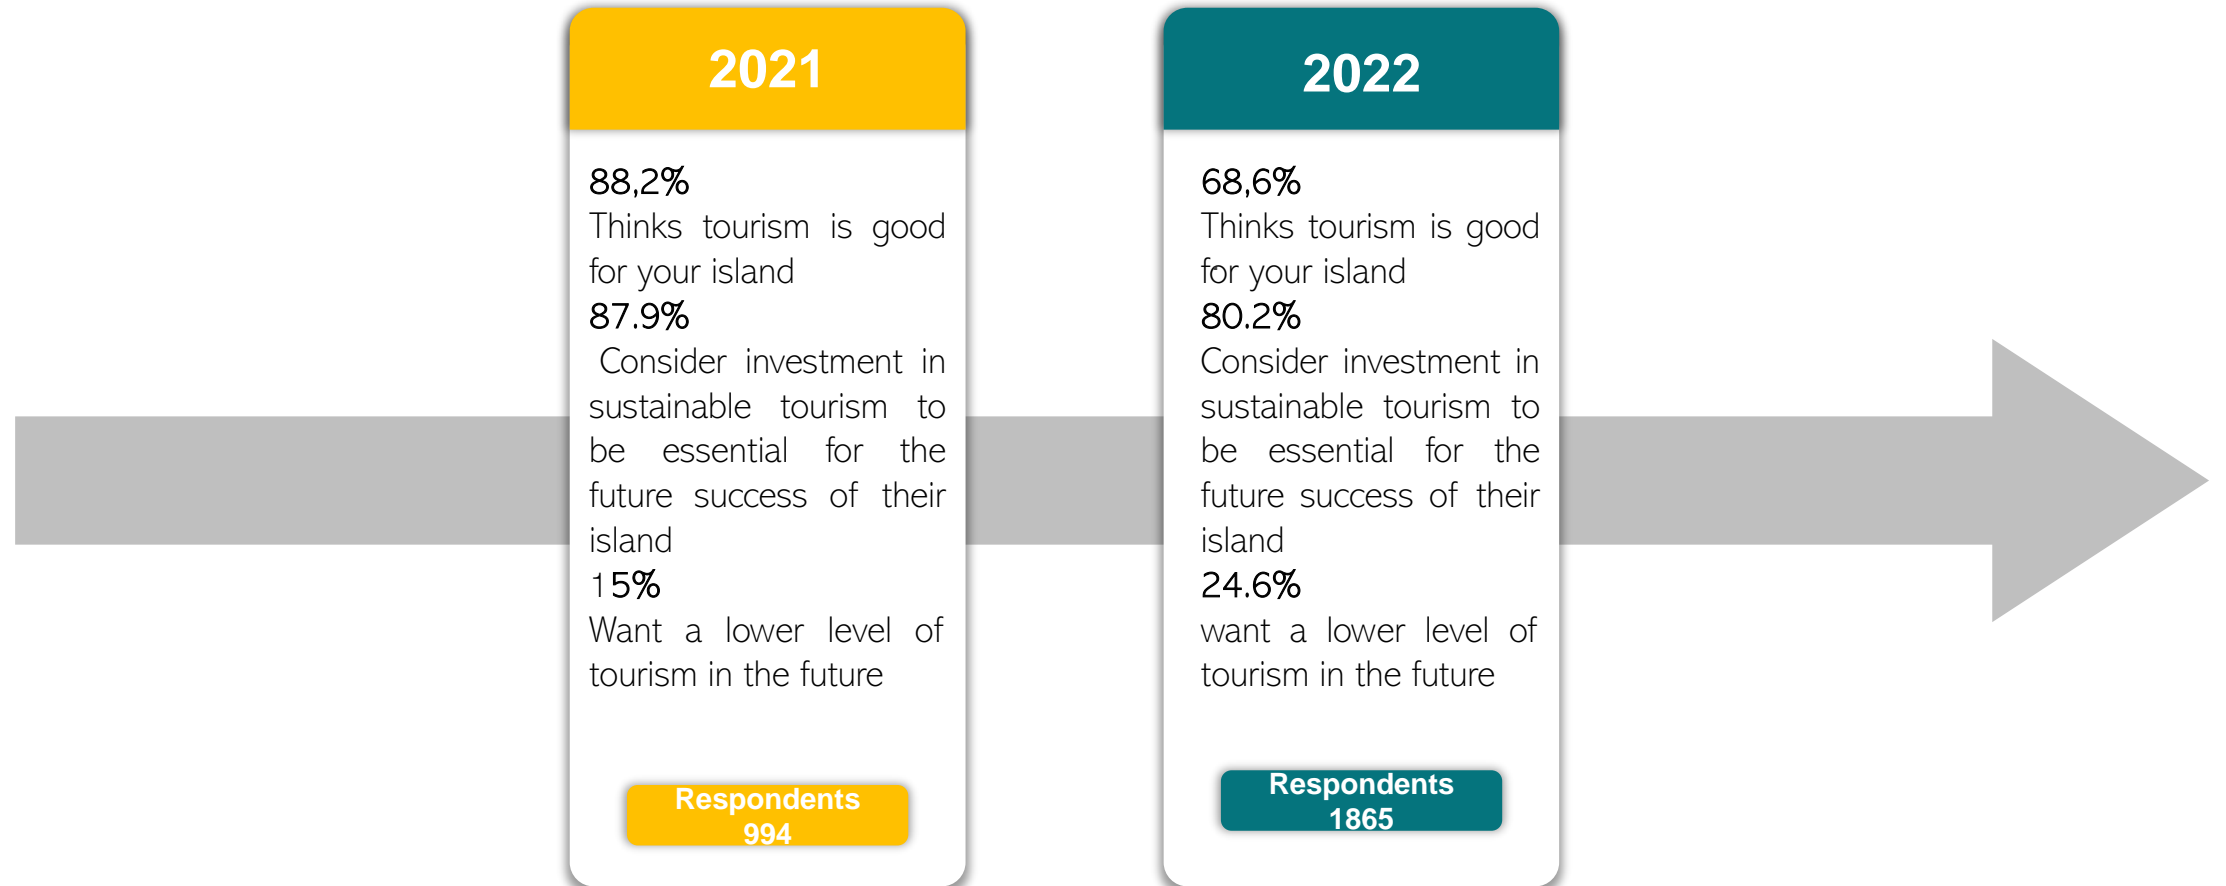 2021
88,2%
Thinks tourism is good
for your island
87.9%
Consider investment in
sustainable tourism to
be essential for the
future success of their
island
15%
Want a lower level of
tourism in the future
Respondents
994
2022
68,6%
Thinks tourism is good
for your island
80.2%
Consider investment in
sustainable tourism to
be essential for the
future success of their
island
24.6%
want a lower level of
tourism in the future
Respondents
1865